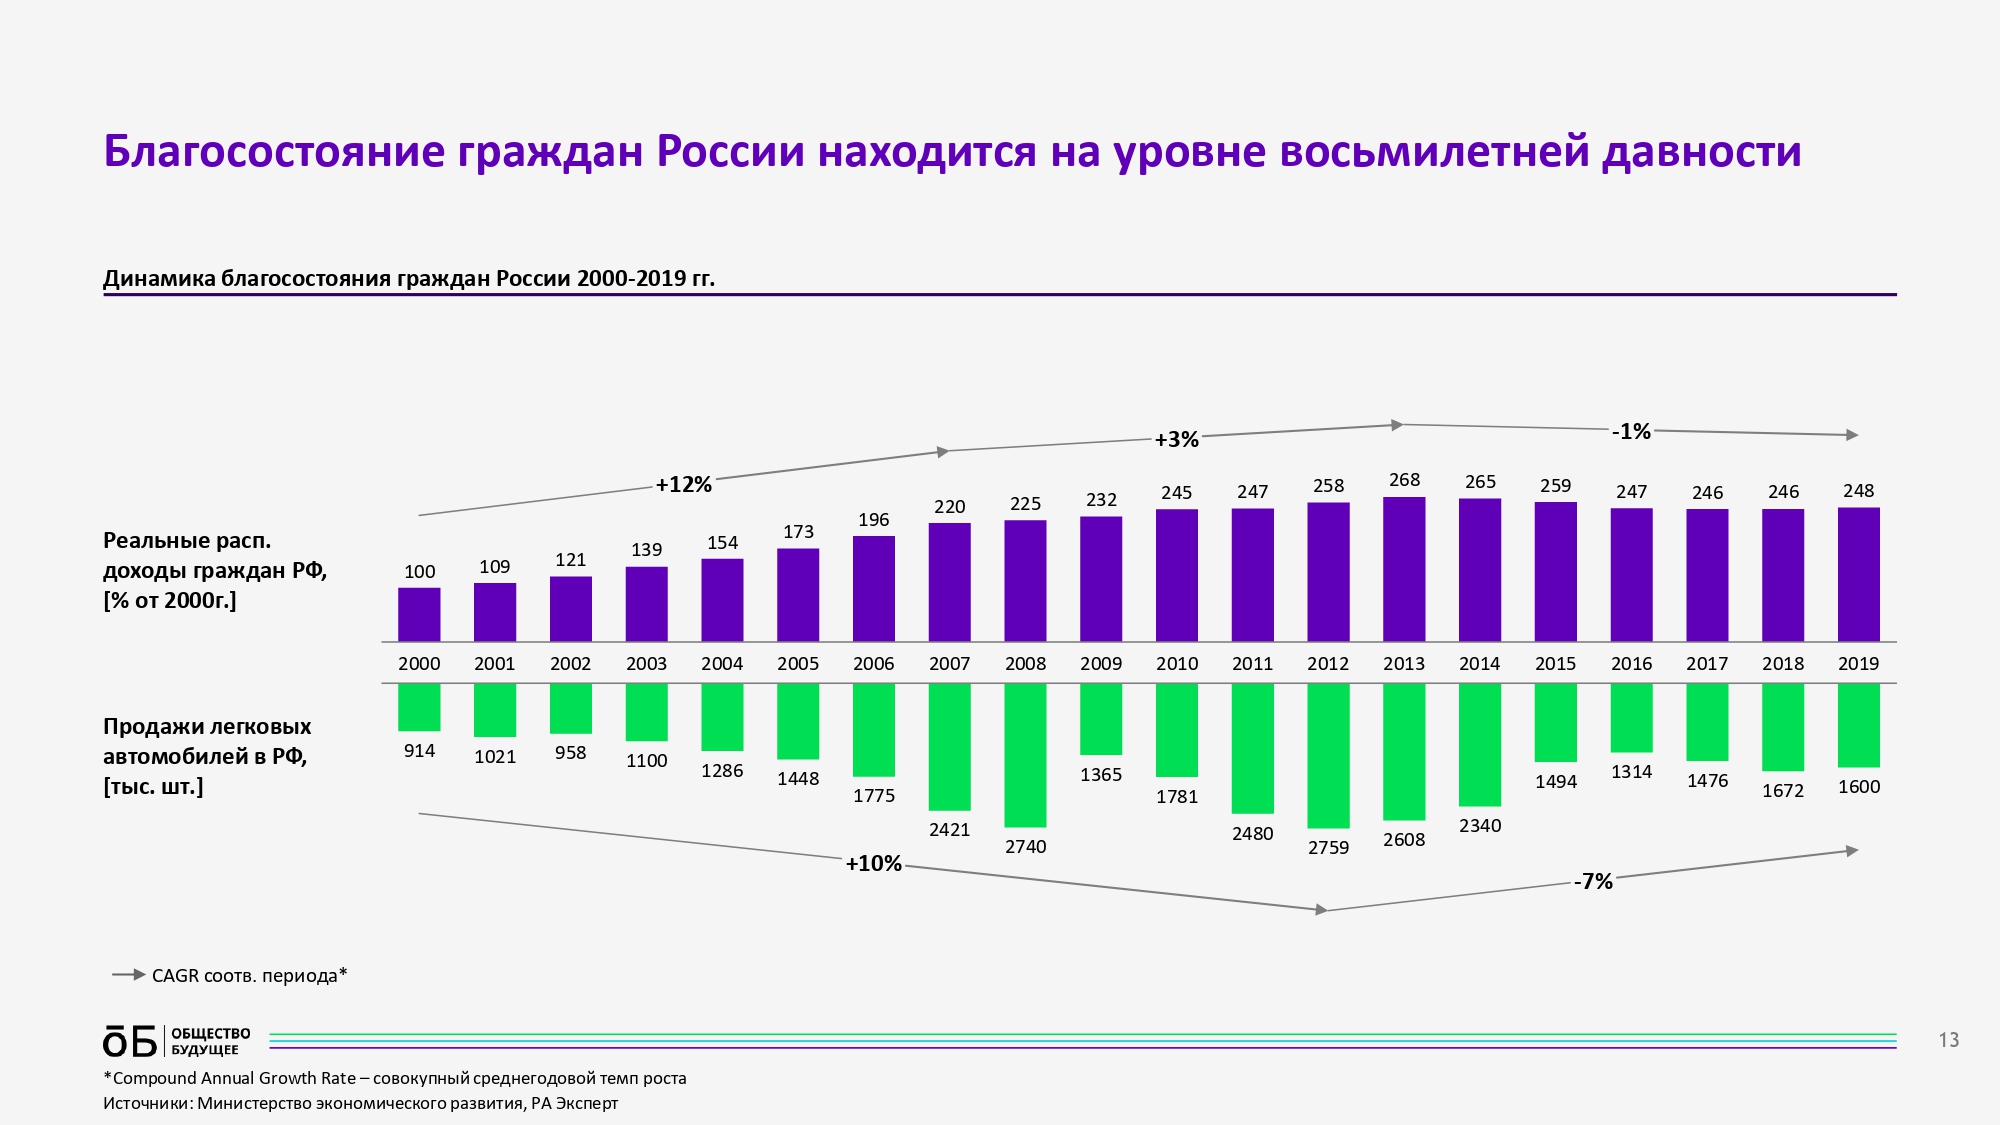 Благосостояние граждан России находится на уровне восьмилетней давности
Динамика благосостояния граждан России 2000-2019 гг.
+12%
+3%
-1%
Реальные расп.
доходы граждан РФ,
[% от 2000г.]
100 109 121 139 154 173 196 220 225 232 245 247 258 268 265 259 247 246 246 248
2000 2001 2002 2003 2004 2005 2006 2007 2008 2009 2010 2011 2012 2013 2014 2015 2016 2017 2018 2019
Продажи легковых
автомобилей в РФ,
[тыс. шт.]
914 1021 958 1100 1286 1448 1775 2421 2740 1365 1781 2480 2759 2608 2340 1494 1314 1476 1672 1600
+10%
-7%
CAGR соотв. периода*
ōБ
ОБЩЕСТВО
БУДУЩЕЕ
13
*Compound Annual Growth Rate – совокупный среднегодовой темп роста
Источники: Министерство экономического развития, РА Эксперт